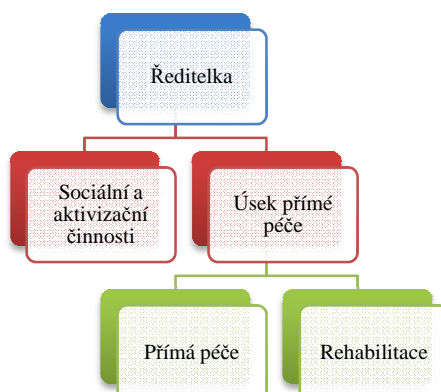 Ředitelka
Sociální a
aktivizační
činnosti
Úsek přímé
péče
Přímá péče
Rehabilitace